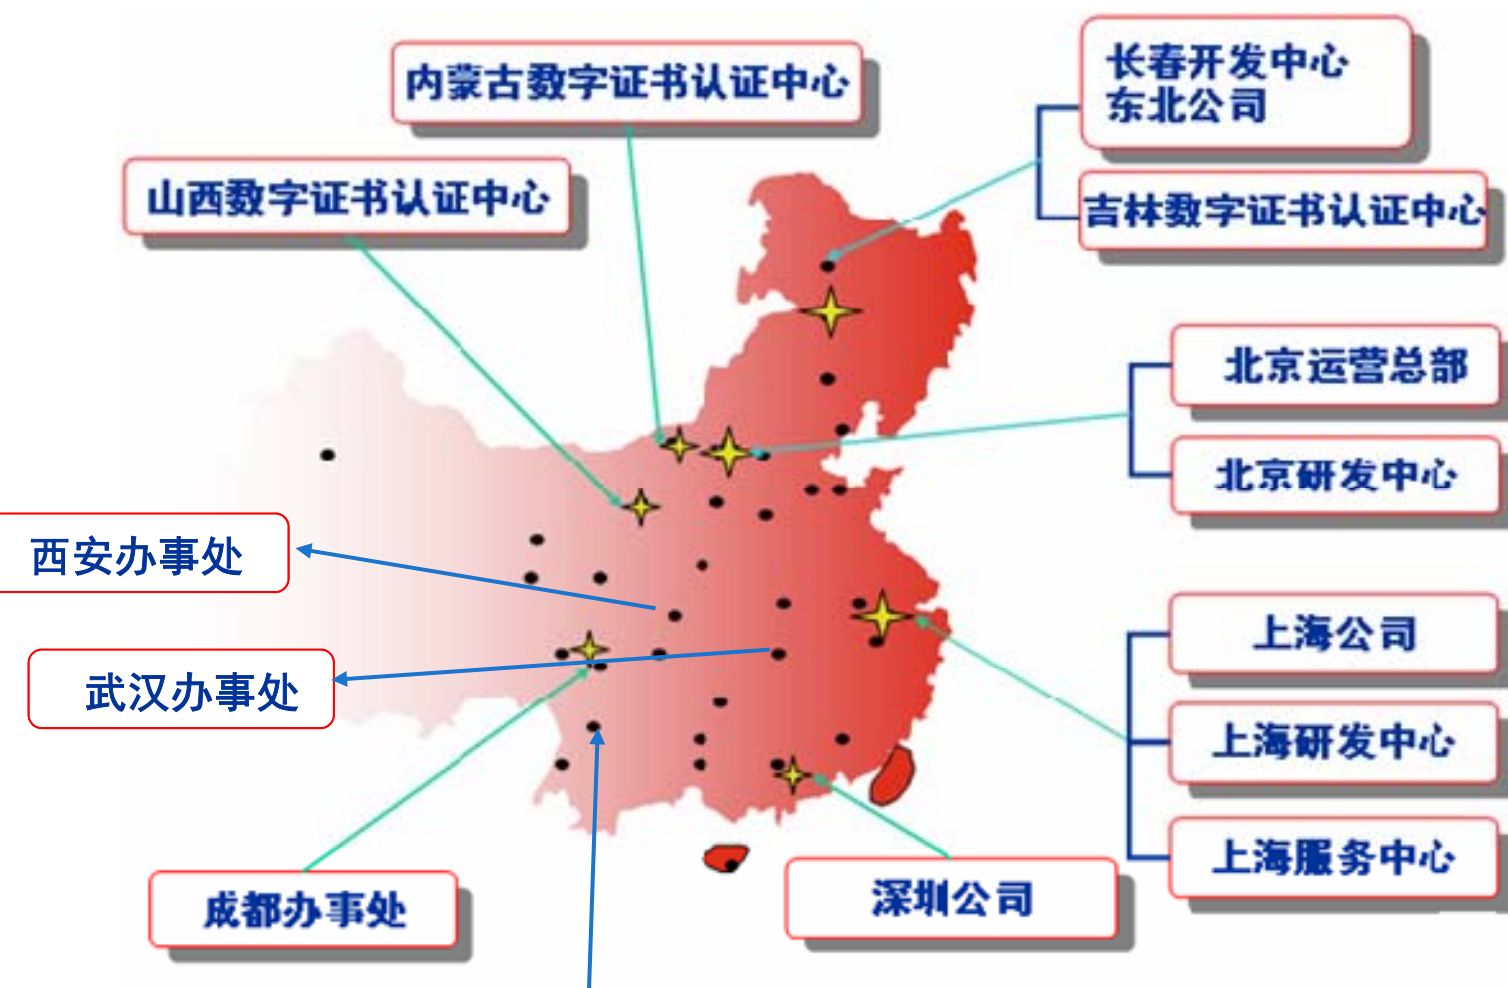 内蒙古数字证书认证中心
长春开发中心
东北公司
山西数字证书认证中心
吉林数字证书认证中心
北京运营总部
北京研发中心
西安办事处
上海公司
武汉办事处
上海研发中心
上海服务中心
成都办事处
深圳公司